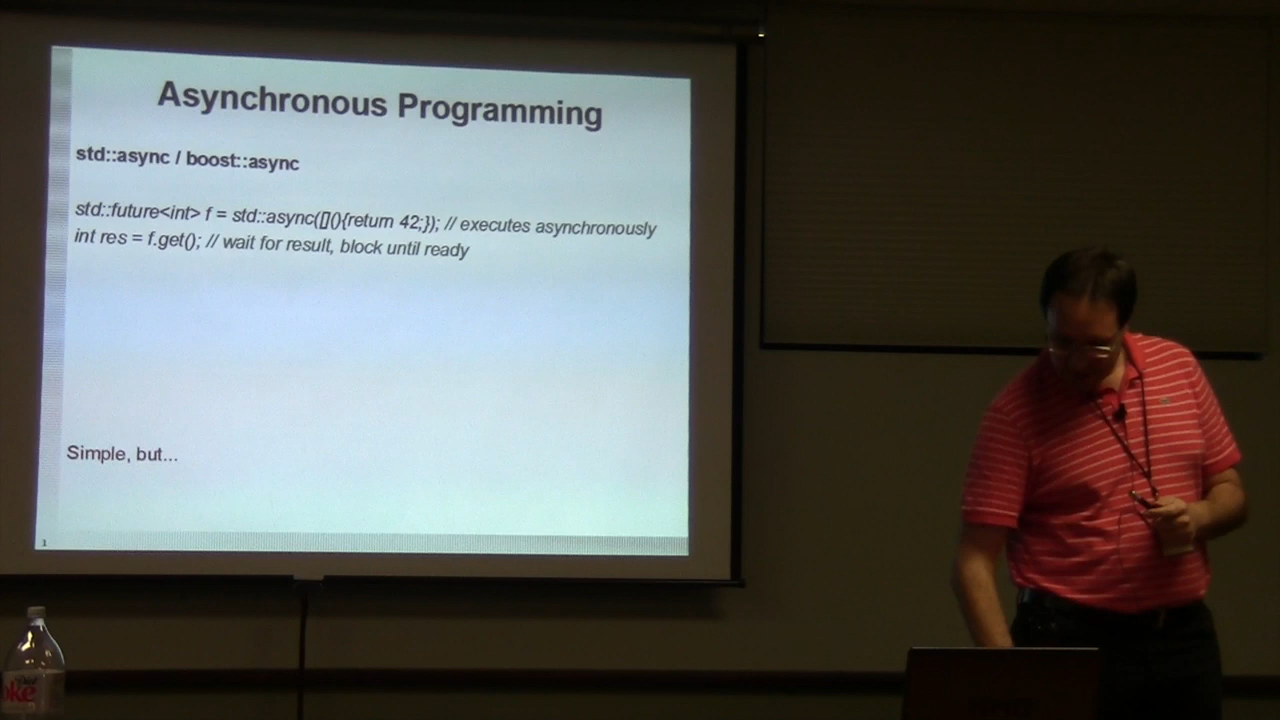 Asynchronous Programming
std::async / boost::async
std::future<int> f = std::async([](){return 42;}); // executes asynchronously
int res = f.get(); // wait for result, block until ready
Simple, but...
1
oke